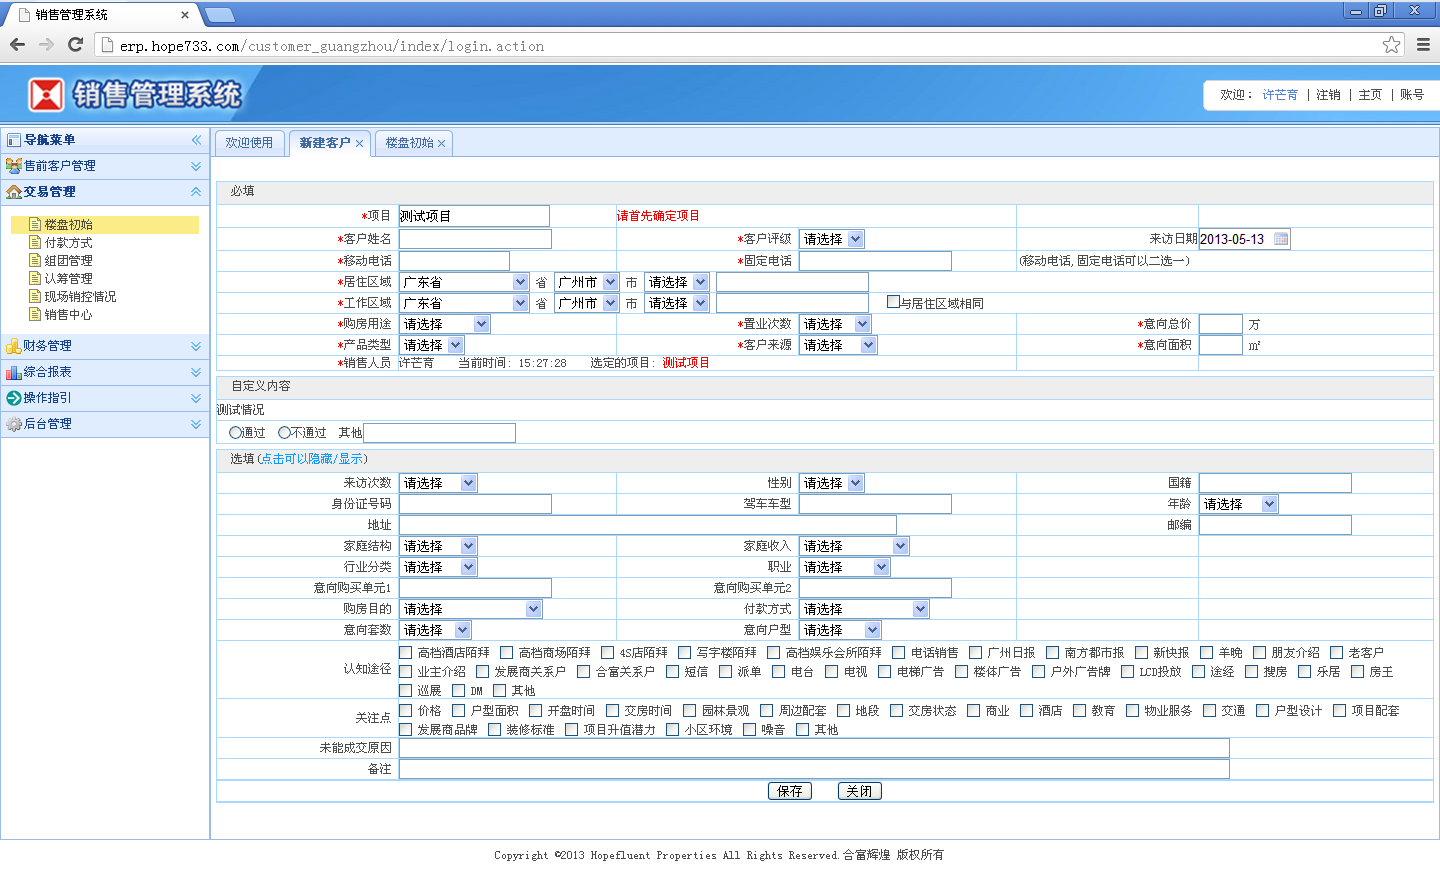 销售管理系统
erp.hope733.com/customer_guangzhou/index/login.action
销售管理系统
欢迎： 许芒育 | 注销 | 主页 | 账号
导航菜单
售前客户管理
交易管理
楼盘初始
付款方式
组团管理
认筹管理
现场销控情况
销售中心
财务管理
综合报表
操作指引
后台管理
欢迎使用 新建客户 楼盘初始
必填
*项目 测试项目 请首先确定项目
*客户姓名 *客户评级 请选择 来访日期 2013-05-13
*移动电话 *固定电话 (移动电话,固定电话可以二选一)
*居住区域 广东省 省 广州市 市 请选择
*工作区域 广东省 省 广州市 市 请选择 与居住区域相同
*购房用途 请选择 *置业次数 请选择 *意向总价 万
*产品类型 请选择 *客户来源 请选择 *意向面积 ㎡
*销售人员 许芒育 当前时间: 15:27:28 选定的项目: 测试项目
自定义内容
测试情况
通过 不通过 其他
选填(点击可以隐藏/显示)
来访次数 请选择 性别 请选择 国籍
身份证号码 驾车车型 年龄 请选择
地址 邮编
家庭结构 请选择 家庭收入 请选择
行业分类 请选择 职业 请选择
意向购买单元1 意向购买单元2
购房目的 请选择 付款方式 请选择
意向套数 请选择 意向户型 请选择
认知途径 高档酒店陌拜 高档商场陌拜 4S店陌拜 写字楼陌拜 高档娱乐会所陌拜 电话销售 广州日报 南方都市报 新快报 羊晚 朋友介绍 老客户
业主介绍 发展商关系户 合富关系户 短信 派单 电台 电视 电梯广告 楼体广告 户外广告牌 LCD投放 途经 搜房 乐居 房王
巡展 DM 其他
关注点 价格 户型面积 开盘时间 交房时间 园林景观 周边配套 地段 交房状态 商业 酒店 教育 物业服务 交通 户型设计 项目配套
发展商品牌 装修标准 项目升值潜力 小区环境 噪音 其他
未能成交原因
备注
保存 关闭
Copyright ©2013 Hopefluent Properties All Rights Reserved.合富辉煌 版权所有